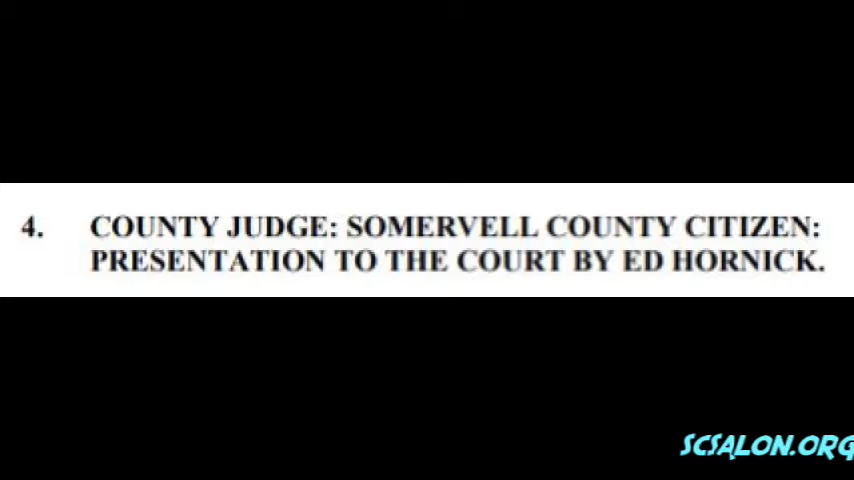 4. COUNTY JUDGE: SOMERVELL COUNTY CITIZEN:
PRESENTATION TO THE COURT BY ED HORNICK.
SCSALON.ORG